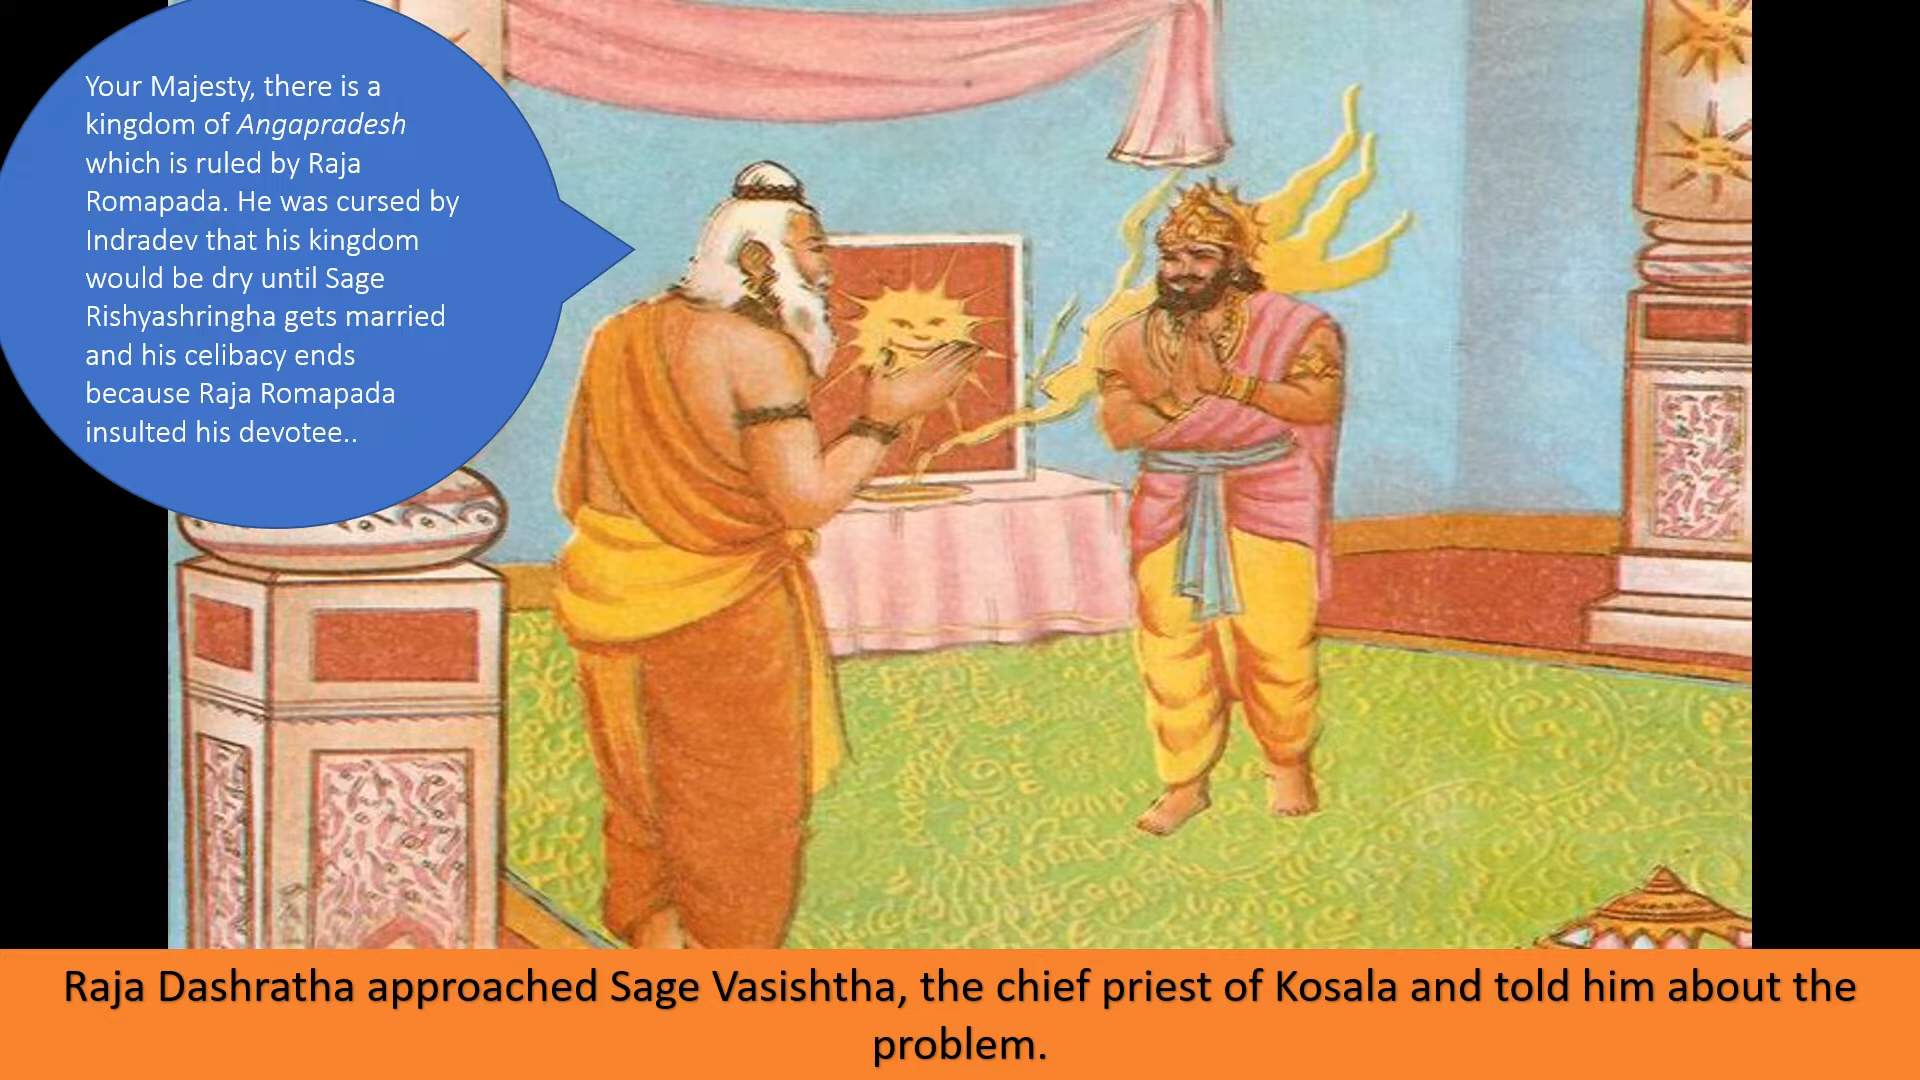 Your Majesty, there is a
kingdom of Angapradesh
which is ruled by Raja
Romapada. He was cursed by
Indradev that his kingdom
would be dry until Sage
Rishyashringha gets married
and his celibacy ends
because Raja Romapada
insulted his devotee..
Raja Dashratha approached Sage Vasishtha, the chief priest of Kosala and told him about the
problem.